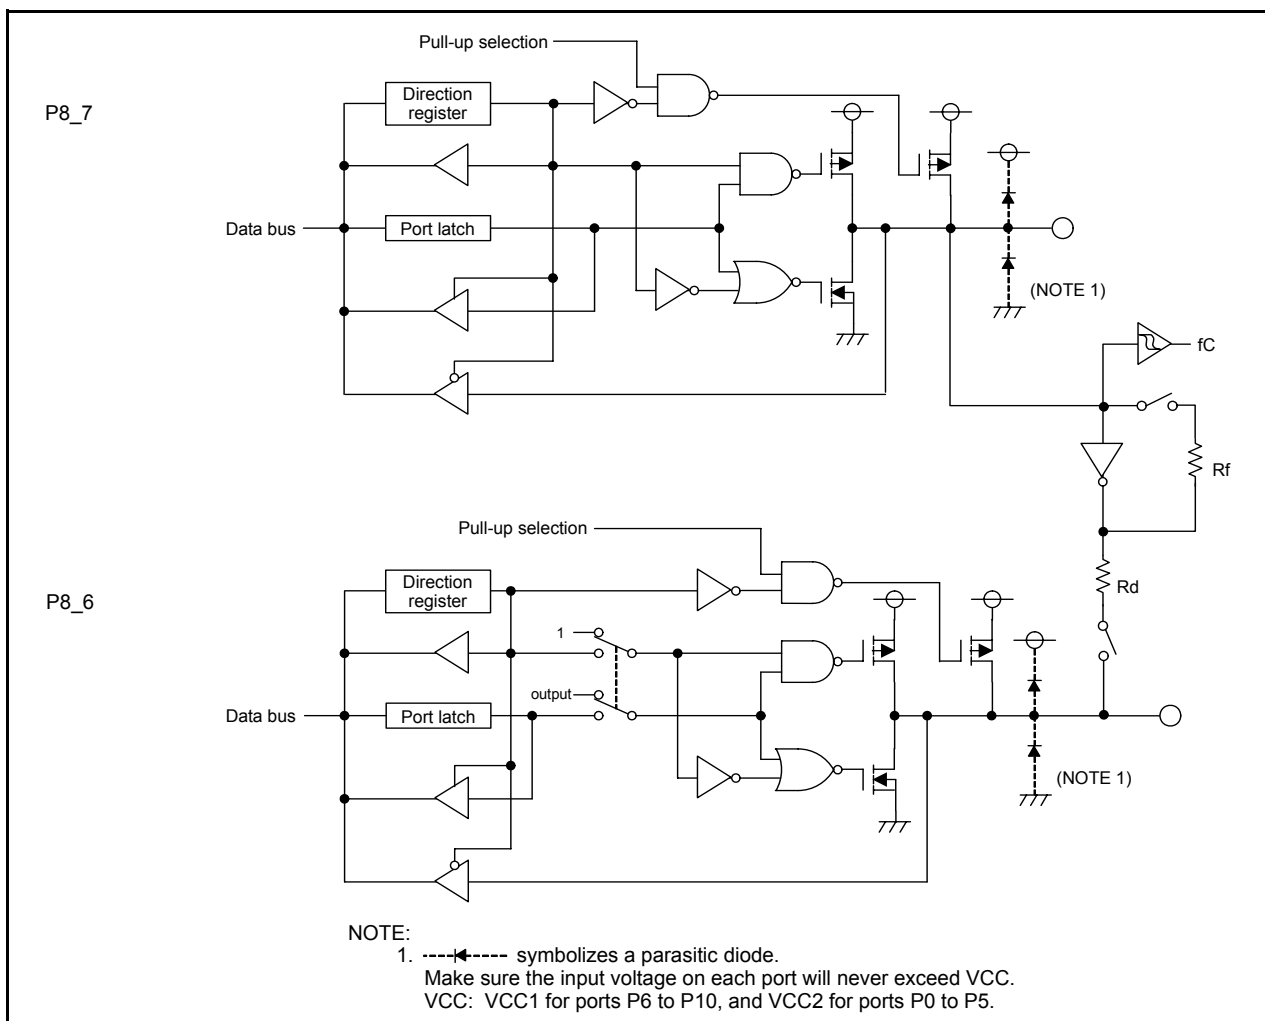 Pull-up selection
P8_7
Direction
register
Data bus
Port latch
(NOTE 1)
fC
Rf
Pull-up selection
P8_6
Direction
register
Rd
1
output
Data bus
Port latch
(NOTE 1)
NOTE:
1. symbolizes a parasitic diode.
Make sure the input voltage on each port will never exceed VCC.
VCC: VCC1 for ports P6 to P10, and VCC2 for ports P0 to P5.